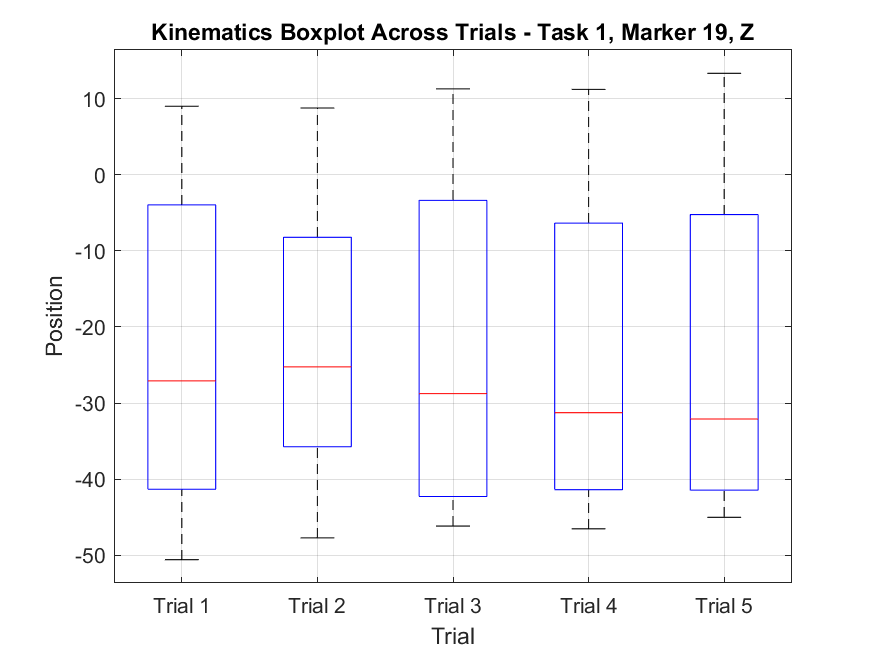 Kinematics Boxplot Across Trials - Task 1, Marker 19, Z
10
0
-10
-20
-30
-40
-50
Position
Trial 1 Trial 2 Trial 3 Trial 4 Trial 5
Trial